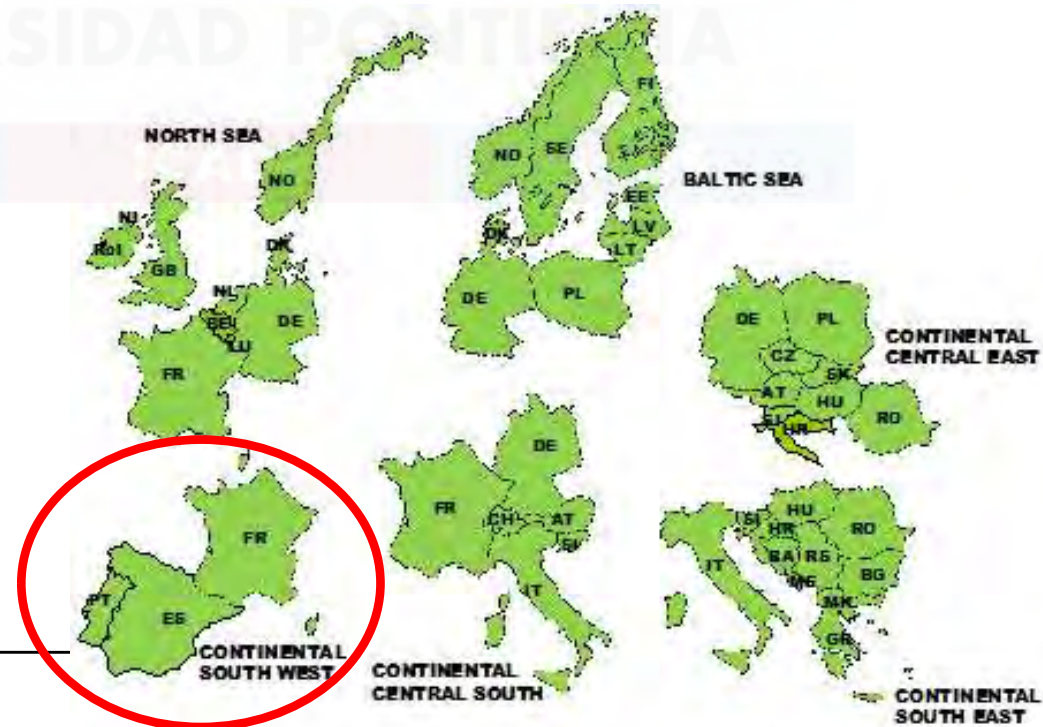 SIDAD PONTIFICIA
NORTH SEA
NO
NI
RoI
GB
DK
NL
BE
LU
DE
FR
BALTIC SEA
NO
SE
FI
EE
LV
LT
DK
DE
PL
CONTINENTAL
CENTRAL EAST
DE
PL
CZ
SK
AT
HU
SI
HR
RO
CONTINENTAL
SOUTH WEST
FR
PT
ES
CONTINENTAL
CENTRAL SOUTH
DE
FR
CH
AT
SI
IT
CONTINENTAL
SOUTH EAST
IT
SI
HU
HR
RO
BA
RS
ME
BG
MK
GR